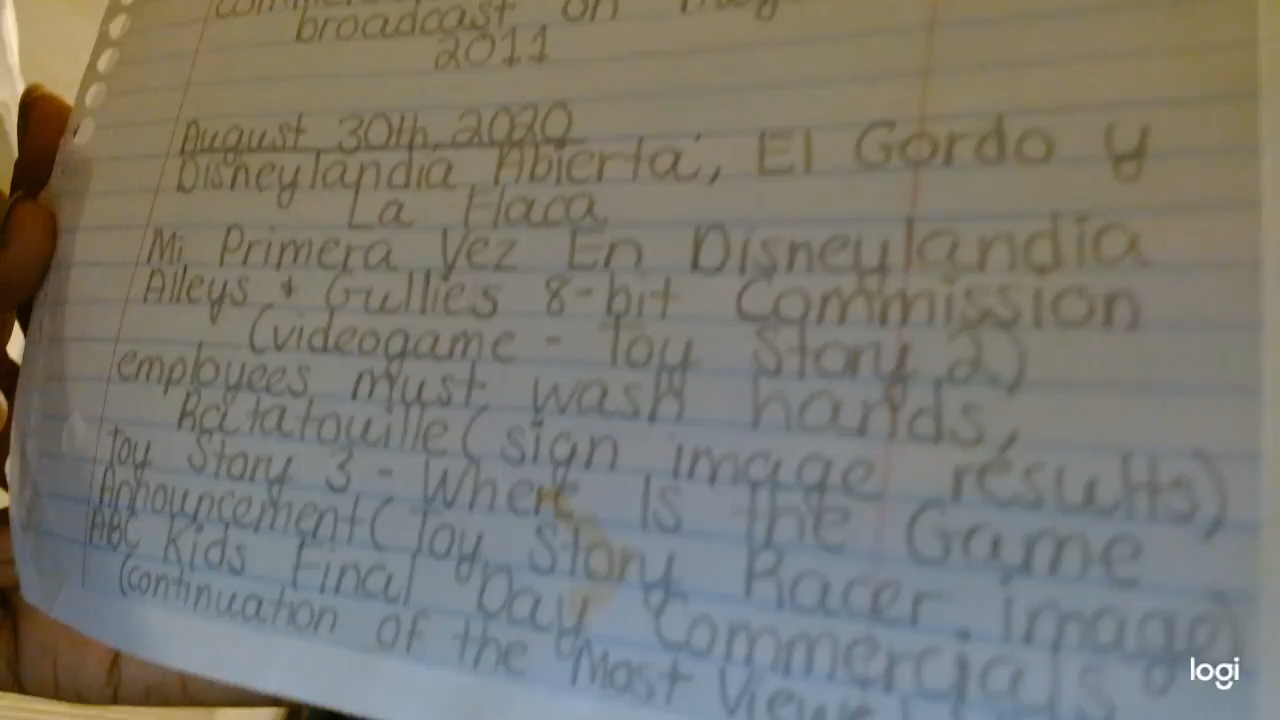 broadcast on
2011
August 30th, 2020
Disneylandia Abierta, El Gordo y
La Flaca
Mi Primera Vez En Disneylandia
Alleys + Gullies 8-bit Commission
(videogame - Toy Story 2)
employees must wash hands,
Ratatouille (sign image results)
Toy Story 3 - Where Is The Game
Announcement (Toy Story Racer image)
ABC Kids Final Day Commercials
(continuation of the "Most View
logi